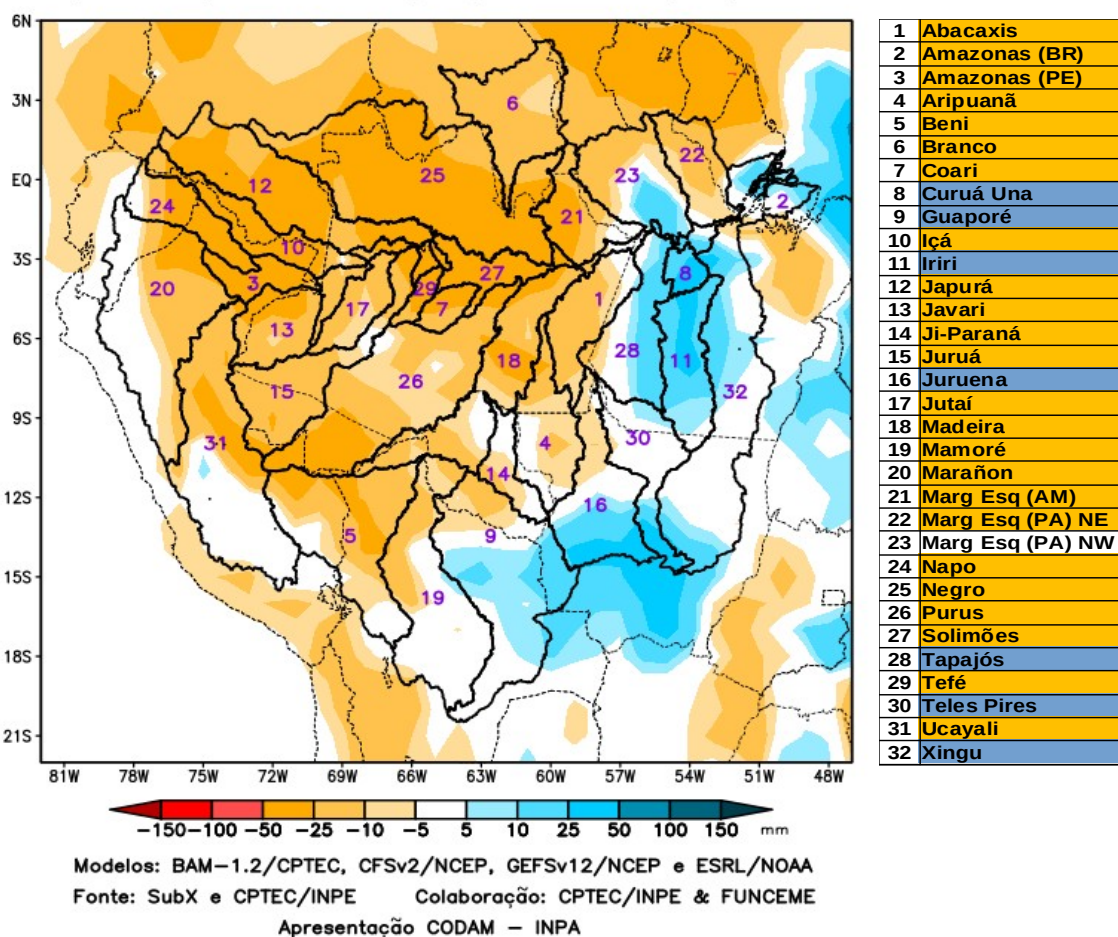 6N
3N
EQ
3S
6S
9S
12S
15S
18S
21S
81W 78W 75W 72W 69W 66W 63W 60W 57W 54W 51W 48W
6
25
12
23
22
2
24
21
10
27
8
20
3
29
7
1
17
13
28
18
11
26
15
32
31
30
4
14
16
5
9
19
−150 −100 −50 −25 −10 −5 5 10 25 50 100 150 mm
Modelos: BAM−1.2/CPTEC, CFSv2/NCEP, GEFSv12/NCEP e ESRL/NOAA
Fonte: SubX e CPTEC/INPE Colaboração: CPTEC/INPE & FUNCEME
Apresentação CODAM − INPA
1 Abacaxis
2 Amazonas (BR)
3 Amazonas (PE)
4 Aripuanã
5 Beni
6 Branco
7 Coari
8 Curuá Una
9 Guaporé
10 Içá
11 Iriri
12 Japurá
13 Javari
14 Ji-Paraná
15 Juruá
16 Juruena
17 Jutaí
18 Madeira
19 Mamoré
20 Marañon
21 Marg Esq (AM)
22 Marg Esq (PA) NE
23 Marg Esq (PA) NW
24 Napo
25 Negro
26 Purus
27 Solimões
28 Tapajós
29 Tefé
30 Teles Pires
31 Ucayali
32 Xingu